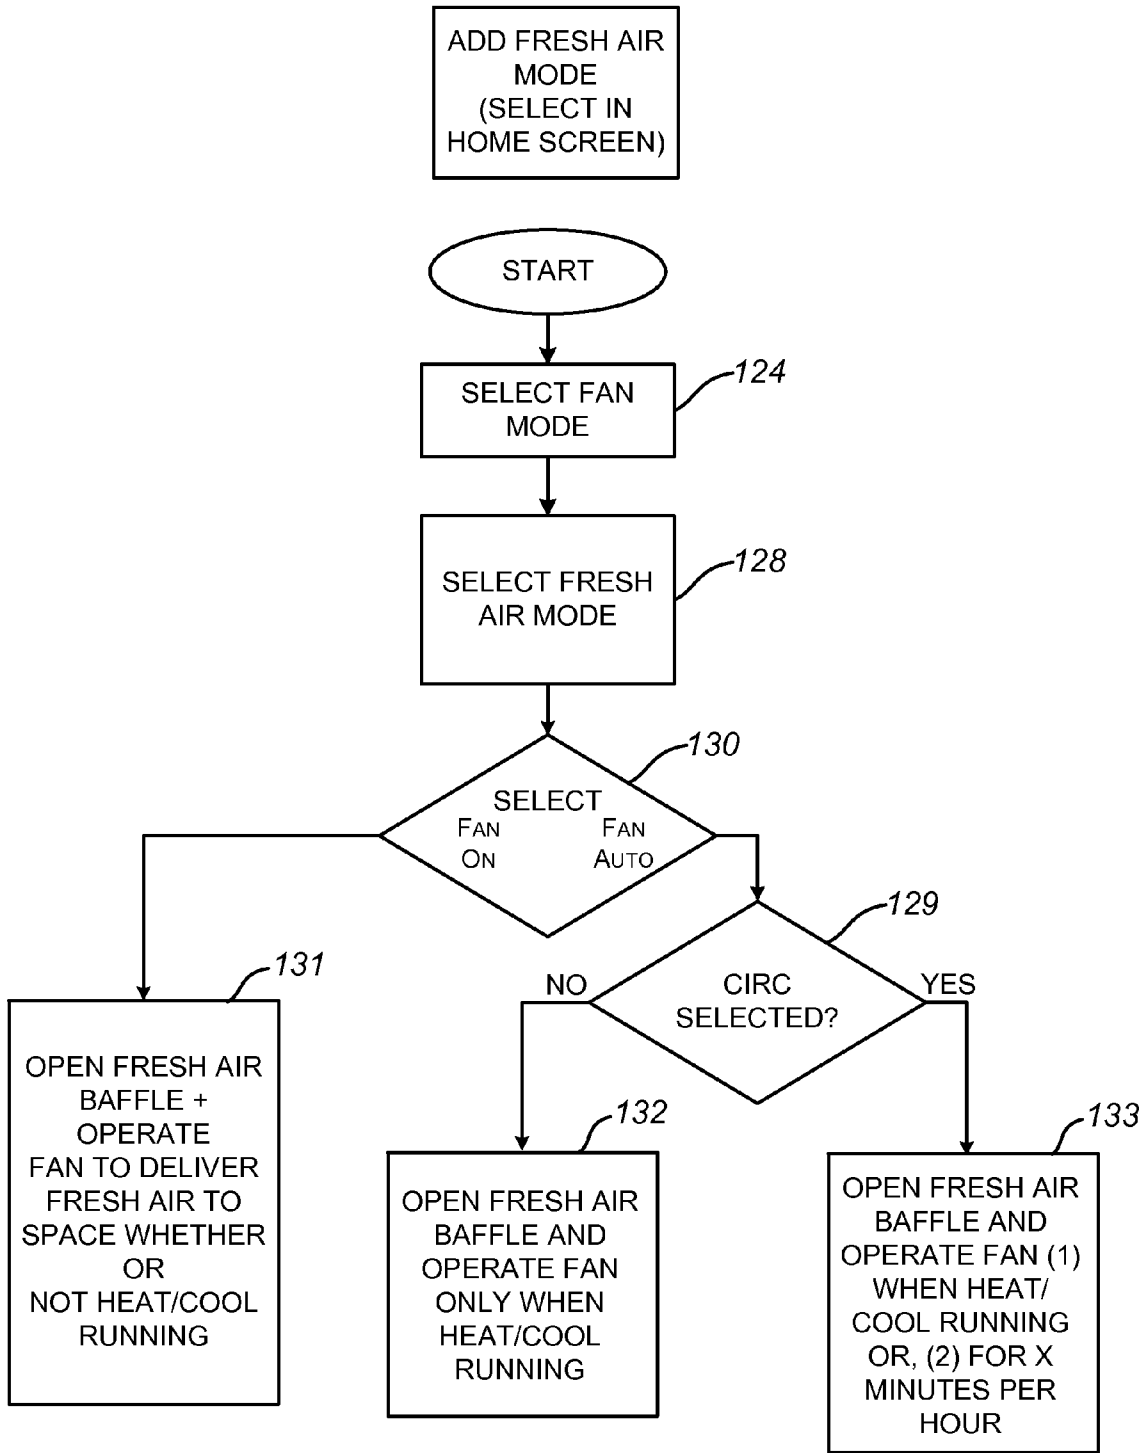 ADD FRESH AIR
MODE
(SELECT IN
HOME SCREEN)
START
124
SELECT FAN
MODE
128
SELECT FRESH
AIR MODE
130
SELECT
FAN FAN
ON AUTO
129
CIRC
SELECTED?
NO
YES
131
OPEN FRESH AIR
BAFFLE +
OPERATE
FAN TO DELIVER
FRESH AIR TO
SPACE WHETHER
OR
NOT HEAT/COOL
RUNNING
132
OPEN FRESH AIR
BAFFLE AND
OPERATE FAN
ONLY WHEN
HEAT/COOL
RUNNING
133
OPEN FRESH AIR
BAFFLE AND
OPERATE FAN (1)
WHEN HEAT/
COOL RUNNING
OR, (2) FOR X
MINUTES PER
HOUR